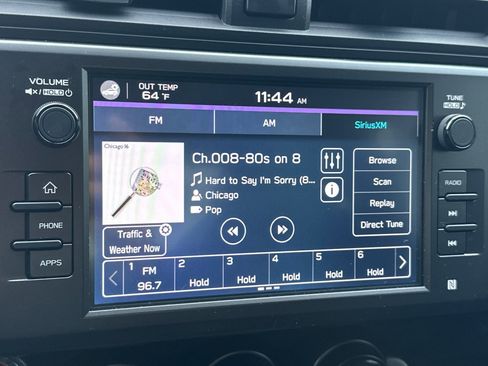 VOLUME
HOLD
OUT TEMP
64 °F
11:44 AM
TUNE
HOLD
FM
AM
SiriusXM
Chicago 16
Ch.008-80s on 8
Hard to Say I'm Sorry (8...
Chicago
Pop
Browse
Scan
Replay
Direct Tune
PHONE
APPS
RADIO
Traffic &
Weather Now
1 FM 96.7
2 Hold
3 Hold
4 Hold
5 Hold
6 Hold